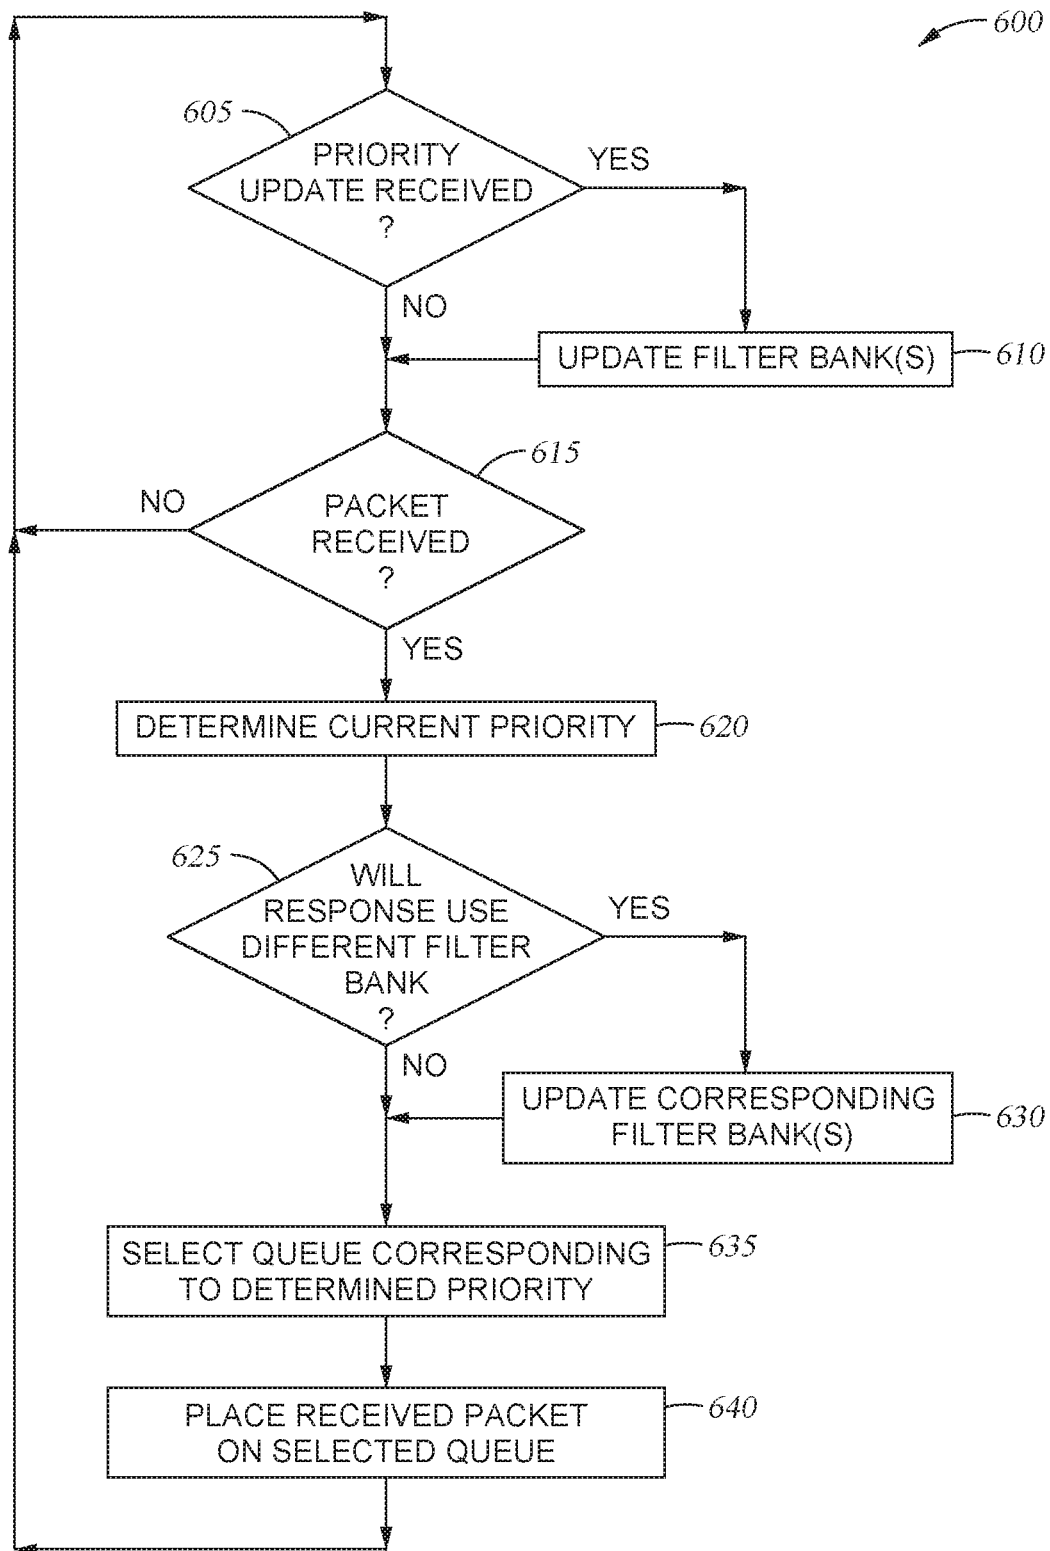 600
605
PRIORITY
UPDATE RECEIVED
?
YES
NO
UPDATE FILTER BANK(S)
610
615
PACKET
RECEIVED
?
NO
YES
DETERMINE CURRENT PRIORITY
620
625
WILL
RESPONSE USE
DIFFERENT FILTER
BANK
?
YES
NO
UPDATE CORRESPONDING
FILTER BANK(S)
630
SELECT QUEUE CORRESPONDING
TO DETERMINED PRIORITY
635
PLACE RECEIVED PACKET
ON SELECTED QUEUE
640